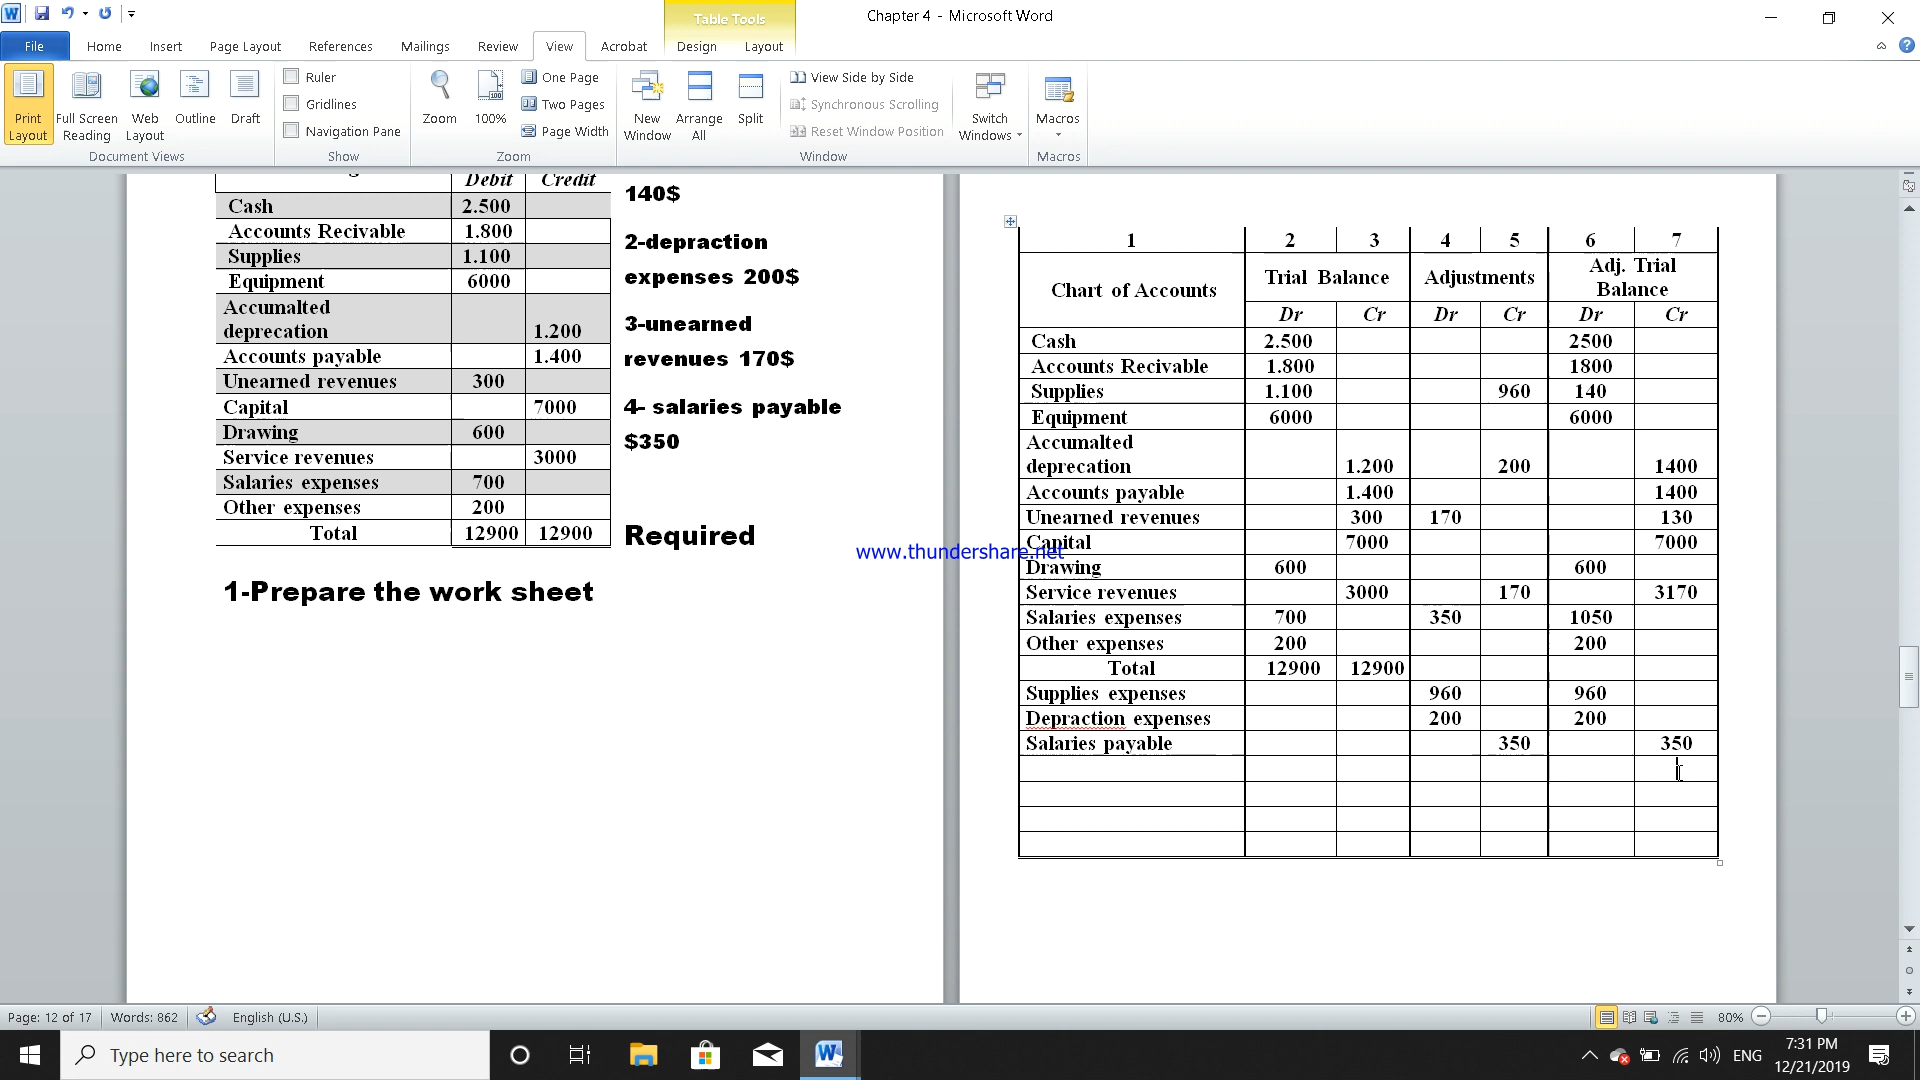 Chapter 4 - Microsoft Word
Table Tools
File Home Insert Page Layout References Mailings Review View Acrobat Design Layout
Print Layout
Full Screen Reading
Web Layout
Outline
Draft
Document Views
Ruler
Gridlines
Navigation Pane
Show
Zoom
100%
One Page
Two Pages
Page Width
Zoom
New Window
Arrange All
Split
View Side by Side
Synchronous Scrolling
Reset Window Position
Window
Switch Windows
Macros
Macros
Debit Credit
Cash 2.500
Accounts Recivable 1.800
Supplies 1.100
Equipment 6000
Accumalted
deprecation 1.200
Accounts payable 1.400
Unearned revenues 300
Capital 7000
Drawing 600
Service revenues 3000
Salaries expenses 700
Other expenses 200
Total 12900 12900
140$
2-depraction
expenses 200$
3-unearned
revenues 170$
4- salaries payable
$350
Required
1-Prepare the work sheet
www.thundershare.net
1 2 3 4 5 6 7
Chart of Accounts Trial Balance Adjustments Adj. Trial Balance
Dr Cr Dr Cr Dr Cr
Cash 2.500 2500
Accounts Recivable 1.800 1800
Supplies 1.100 960 140
Equipment 6000 6000
Accumalted
deprecation 1.200 200 1400
Accounts payable 1.400 1400
Unearned revenues 300 170 130
Capital 7000 7000
Drawing 600 600
Service revenues 3000 170 3170
Salaries expenses 700 350 1050
Other expenses 200 200
Total 12900 12900
Supplies expenses 960 960
Depraction expenses 200 200
Salaries payable 350 350
Page: 12 of 17 Words: 862 English (U.S.) 80%
Type here to search
ENG
7:31 PM
12/21/2019